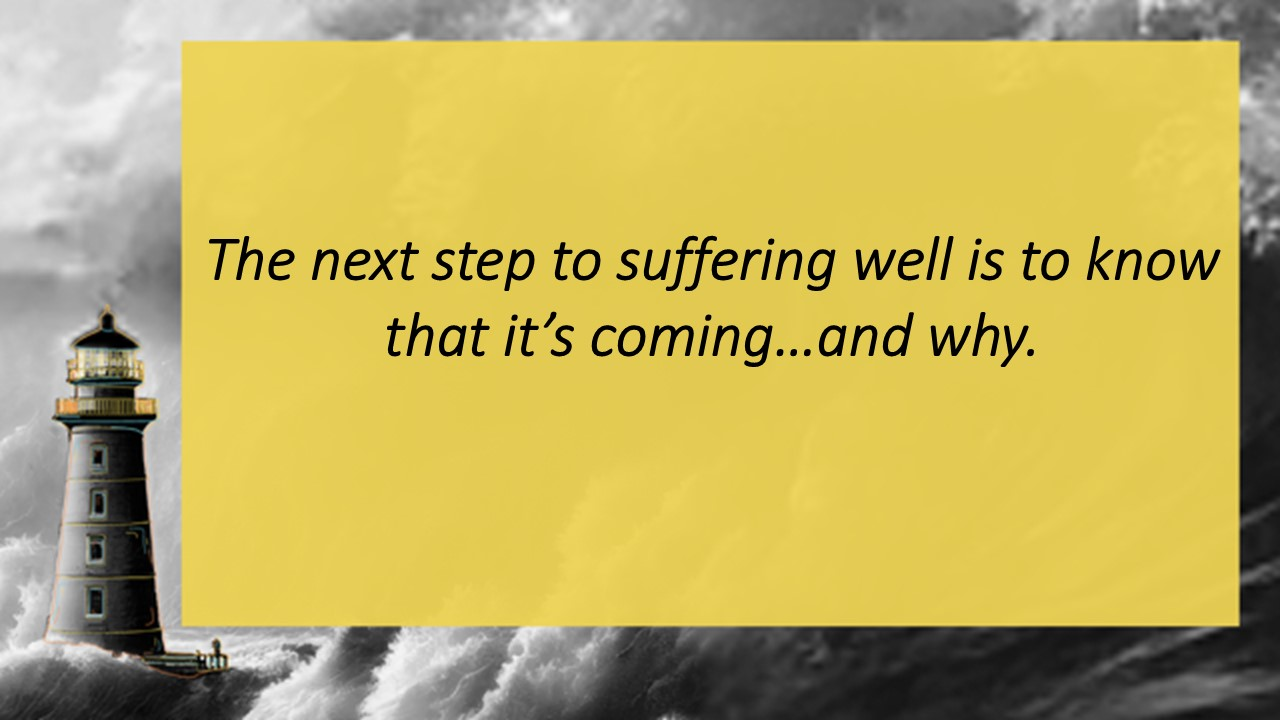 The next step to suffering well is to know
that it’s coming…and why.